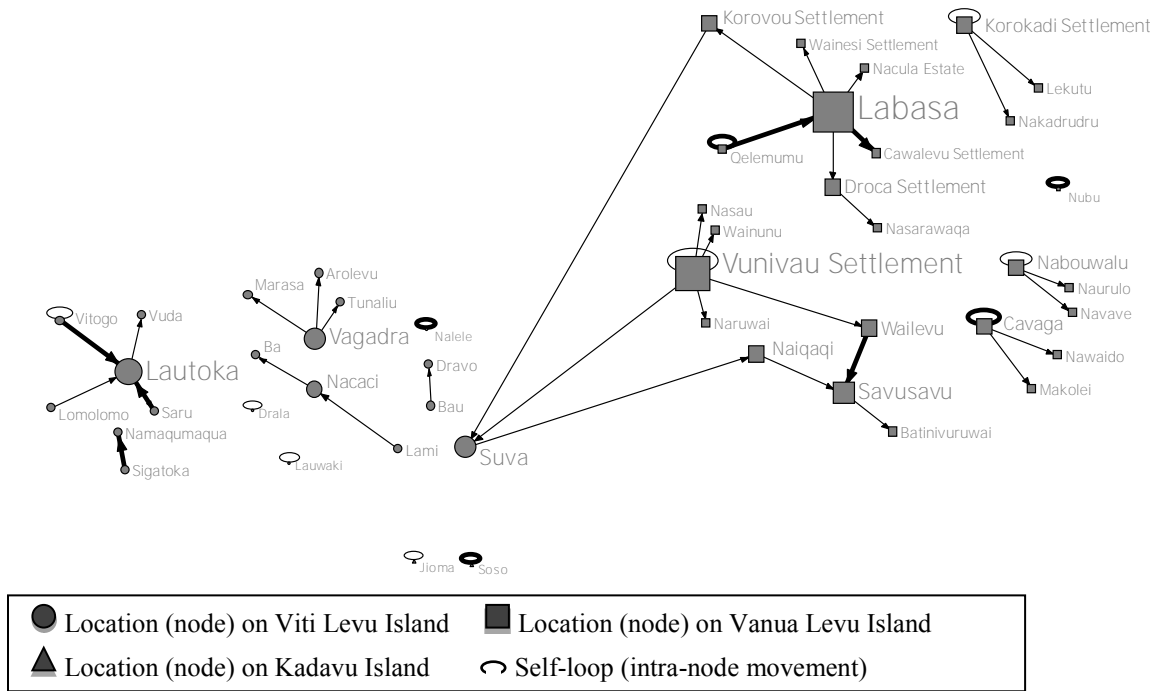 Korovou Settlement
Wainesi Settlement
Nacula Estate
Korokadi Settlement
Lekutu
Labasa
Nakadrudru
Qelemumu
Cawalevu Settlement
Droca Settlement
Nubu
Nasau
Nasarawaqa
Wainunu
Vunivau Settlement
Nabouwalu
Naurulo
Navave
Arolevu
Marasa
Tunaliu
Vitogo
Vuda
Vagadra
Nalele
Naruwai
Wailevu
Cavaga
Ba
Naiqaqi
Nawaido
Lautoka
Dravo
Nacaci
Makolei
Savusavu
Lomolomo
Saru
Drala
Bau
Namaqumaqua
Batinivuruwai
Lami
Suva
Sigatoka
Lauwaki
Jioma
Soso
Location (node) on Viti Levu Island
Location (node) on Vanua Levu Island
Location (node) on Kadavu Island
Self-loop (intra-node movement)